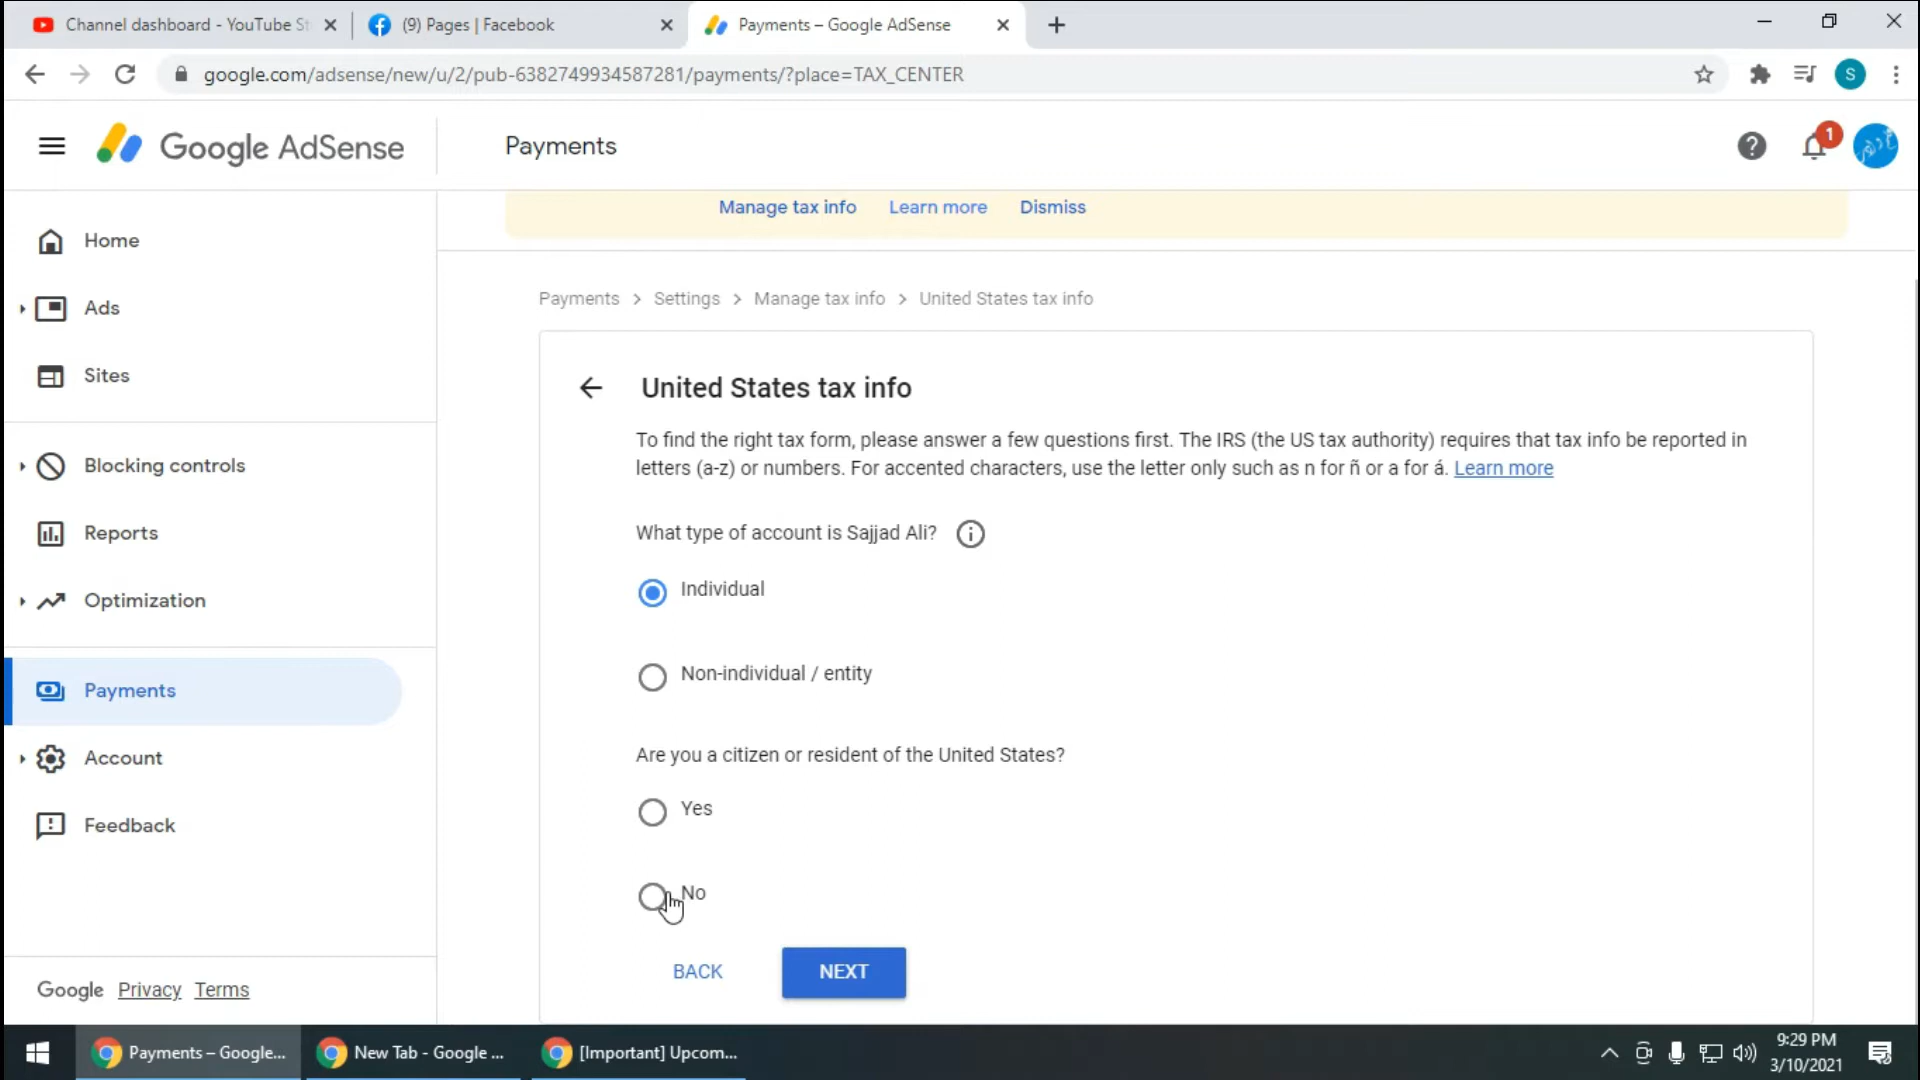 Channel dashboard - YouTube St
(9) Pages | Facebook
Payments – Google AdSense
google.com/adsense/new/u/2/pub-6382749934587281/payments/?place=TAX_CENTER
S
Google AdSense
Payments
1
Manage tax info Learn more Dismiss
Home
Ads
Sites
Blocking controls
Reports
Optimization
Payments
Account
Feedback
Google Privacy Terms
Payments > Settings > Manage tax info > United States tax info
United States tax info
To find the right tax form, please answer a few questions first. The IRS (the US tax authority) requires that tax info be reported in
letters (a-z) or numbers. For accented characters, use the letter only such as n for ñ or a for á. Learn more
What type of account is Sajjad Ali?
Individual
Non-individual / entity
Are you a citizen or resident of the United States?
Yes
No
BACK NEXT
Payments – Google...
New Tab - Google ...
[Important] Upcom...
9:29 PM
3/10/2021